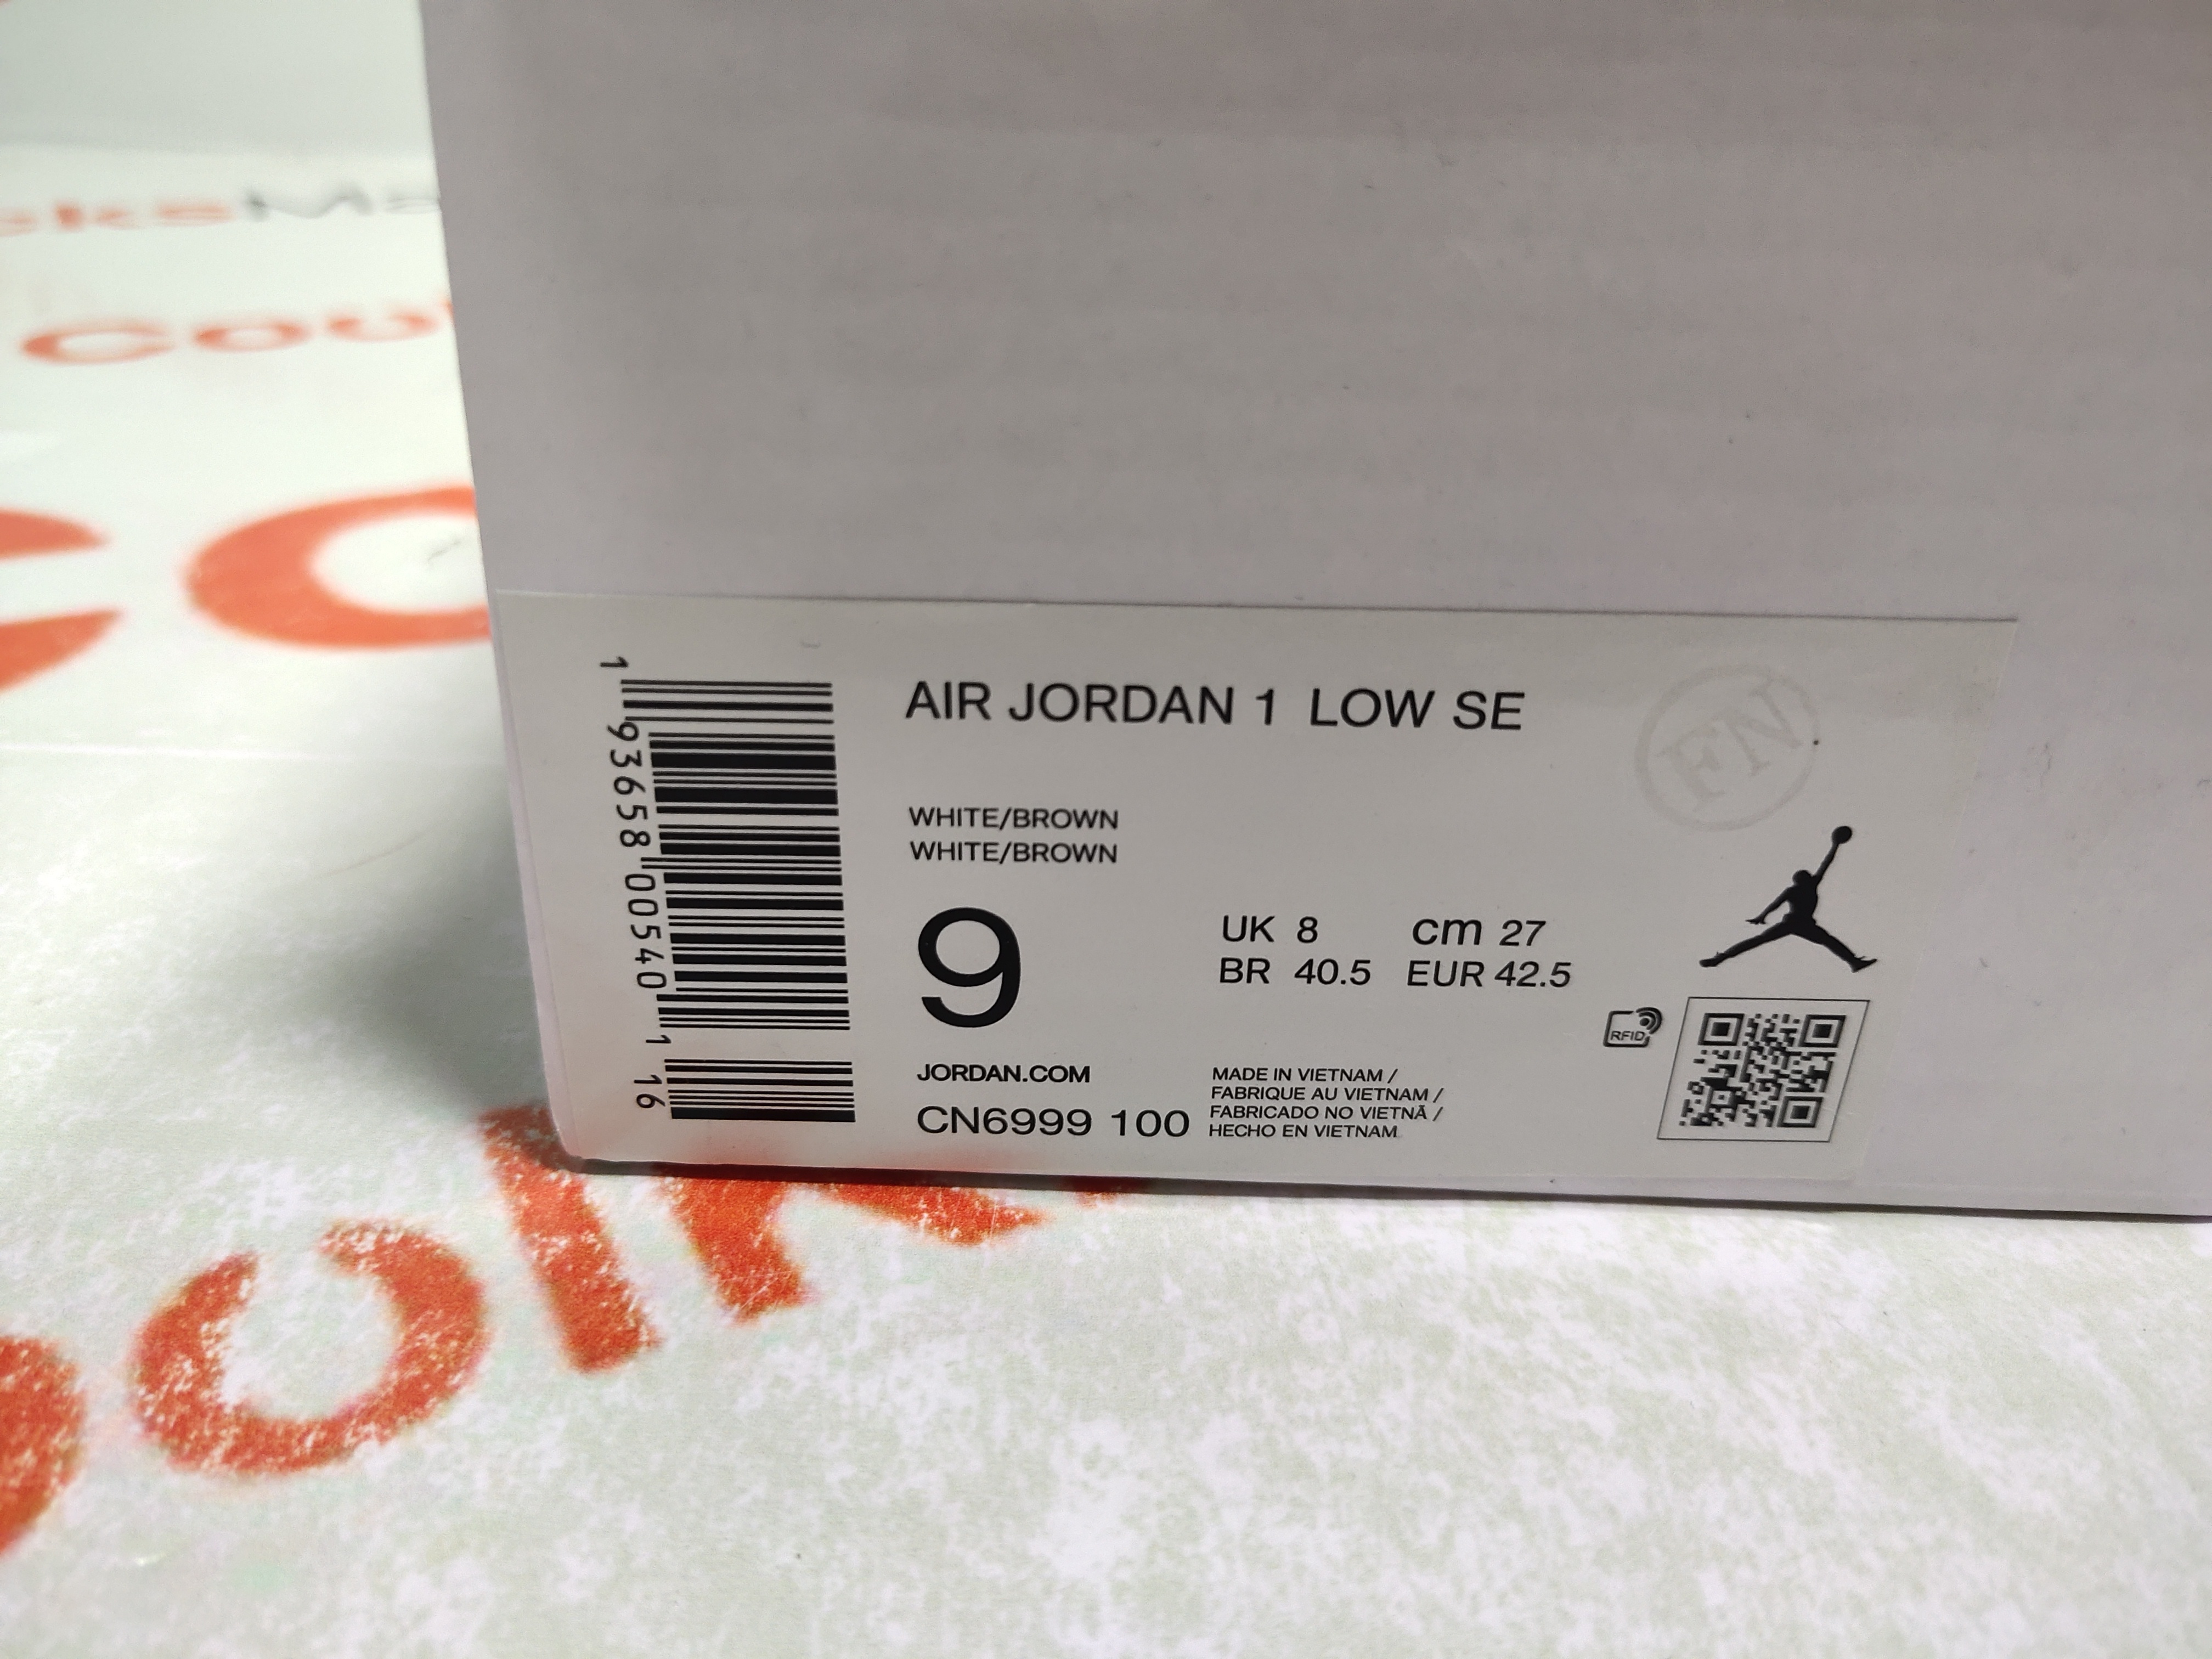 AIR JORDAN 1 LOW SE
FN
WHITE/BROWN
WHITE/BROWN
9
UK 8 cm 27
BR 40.5 EUR 42.5
RFID
JORDAN.COM
CN6999 100
MADE IN VIETNAM /
FABRIQUE AU VIETNAM /
FABRICADO NO VIETNÃ /
HECHO EN VIETNAM
1 93658 00540 1 16